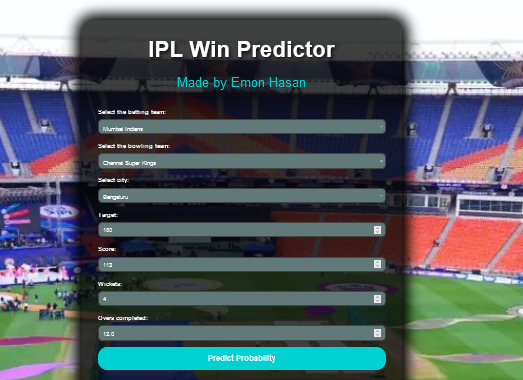 IPL Win Predictor
Made by Emon Hasan
Select the batting team:
Mumbai Indians
Select the bowling team:
Chennai Super Kings
Select city:
Bengaluru
Target:
180
Score:
113
Wickets:
4
Overs completed:
12.0
Predict Probability